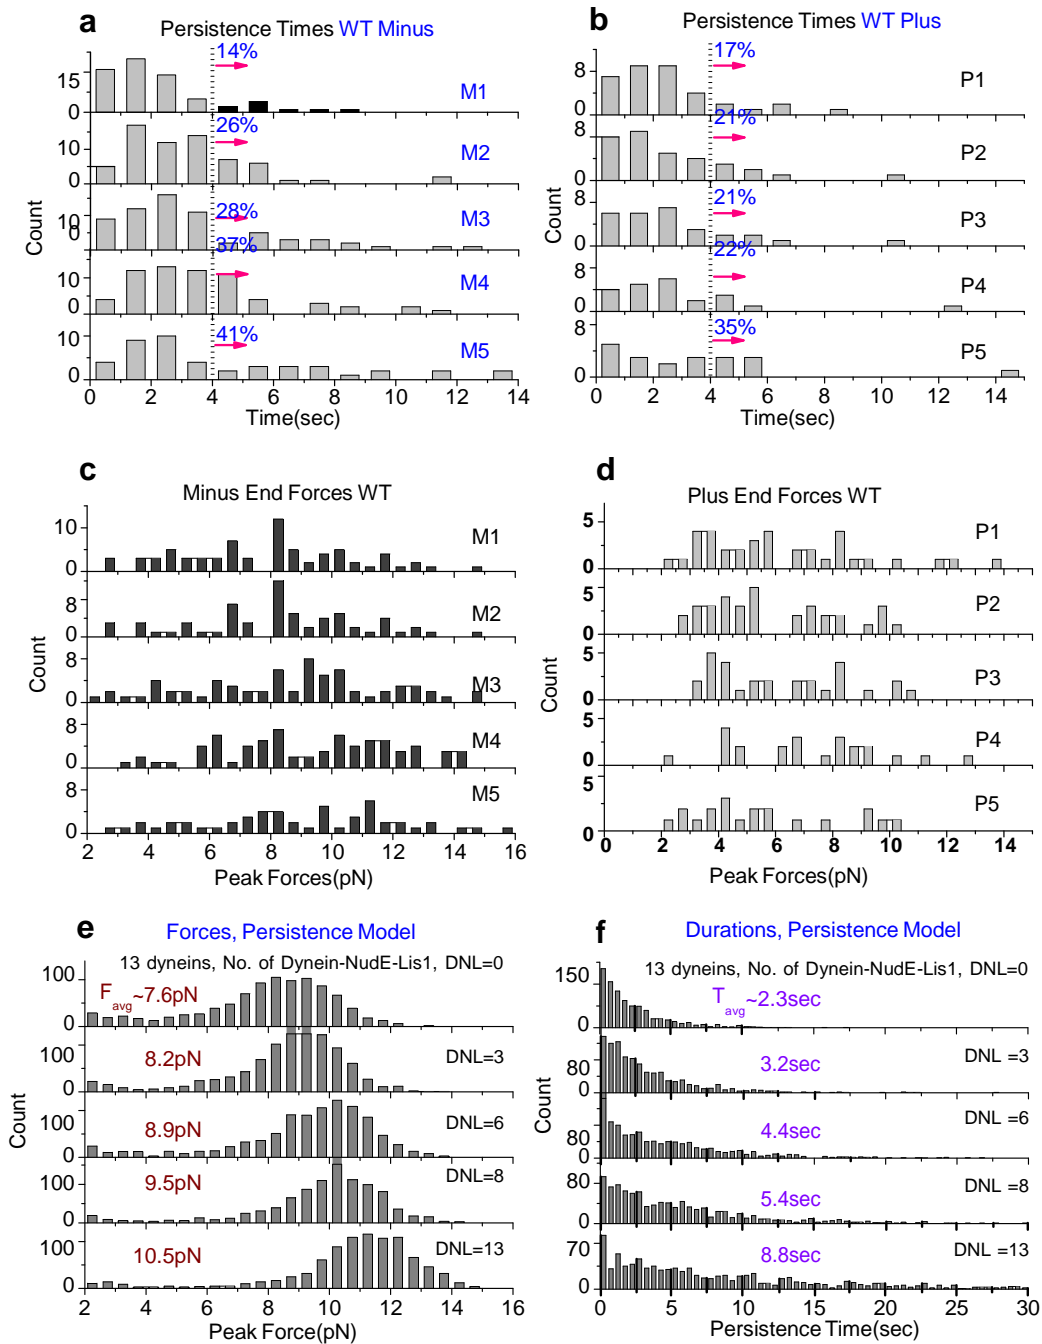 a
Persistence Times WT Minus
14%
15
0
M1
26%
10
0
M2
28%
10
0
M3
37%
10
0
M4
41%
10
0
M5
Count
0 2 4 6 8 10 12 14
Time(sec)
b
Persistence Times WT Plus
17%
8
0
P1
21%
8
0
P2
21%
8
0
P3
22%
8
0
P4
35%
8
0
P5
Count
0 2 4 6 8 10 12 14
Time(sec)
c
Minus End Forces WT
10
0
M1
8
0
M2
8
0
M3
8
0
M4
8
0
M5
Count
2 4 6 8 10 12 14 16
Peak Forces(pN)
d
Plus End Forces WT
5
0
P1
5
0
P2
5
0
P3
5
0
P4
5
0
P5
Count
0 2 4 6 8 10 12 14
Peak Forces(pN)
e
Forces, Persistence Model
13 dyneins, No. of Dynein-NudE-Lis1, DNL=0
100
0
Favg~7.6pN
100
0
8.2pN
DNL=3
100
0
8.9pN
DNL=6
100
0
9.5pN
DNL=8
100
0
10.5pN
DNL=13
Count
2 4 6 8 10 12 14 16
Peak Force(pN)
f
Durations, Persistence Model
13 dyneins, No. of Dynein-NudE-Lis1, DNL=0
150
0
Tavg~2.3sec
80
0
3.2sec
DNL =3
80
0
4.4sec
DNL =6
80
0
5.4sec
DNL =8
70
0
8.8sec
DNL =13
Count
0 5 10 15 20 25 30
Persistence Time(sec)